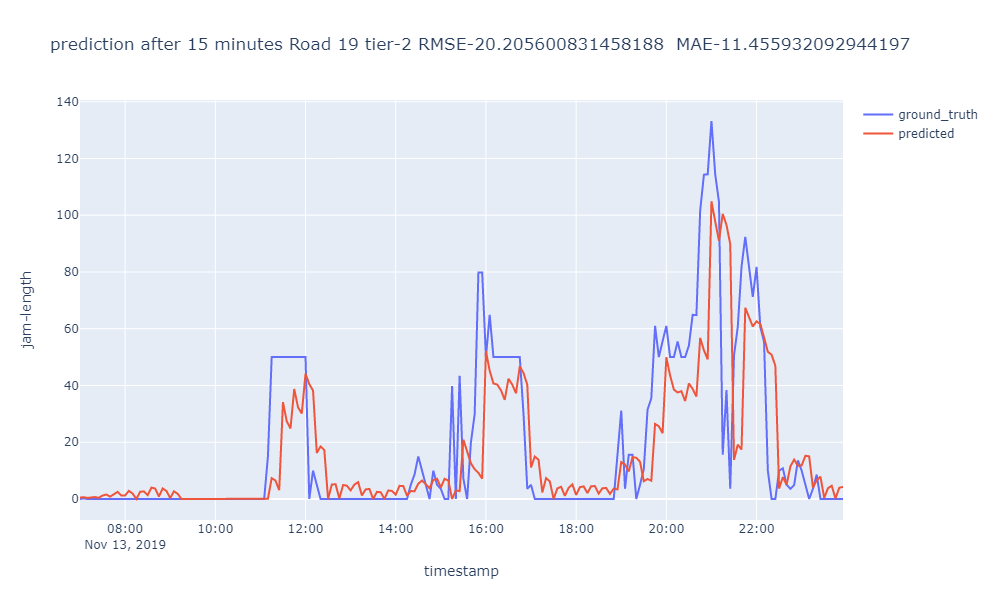 prediction after 15 minutes Road 19 tier-2 RMSE-20.205600831458188  MAE-11.455932092944197
ground_truth
predicted
140
120
100
80
60
40
20
0
jam-length
08:00 10:00 12:00 14:00 16:00 18:00 20:00 22:00
Nov 13, 2019
timestamp